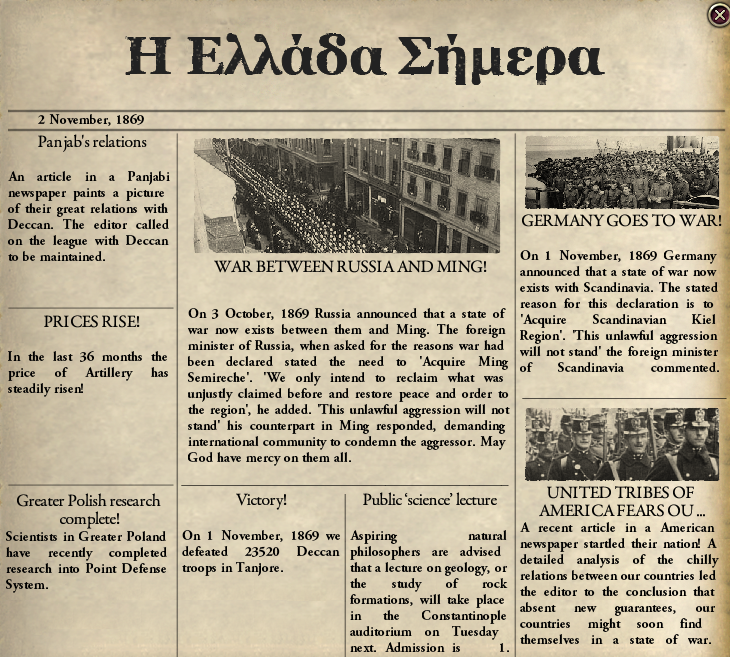 Η Ελλάδα Σήμερα
2 November, 1869
Panjab's relations
An article in a Panjabi
newspaper paints a picture
of their great relations with
Deccan. The editor called
on the league with Deccan
to be maintained.
PRICES RISE!
In the last 36 months the
price of Artillery has
steadily risen!
Greater Polish research
complete!
Scientists in Greater Poland
have recently completed
research into Point Defense
System.
WAR BETWEEN RUSSIA AND MING!
On 3 October, 1869 Russia announced that a state of
war now exists between them and Ming. The foreign
minister of Russia, when asked for the reasons war had
been declared stated the need to 'Acquire Ming
Semireche'. 'We only intend to reclaim what was
unjustly claimed before and restore peace and order to
the region', he added. 'This unlawful aggression will not
stand' his counterpart in Ming responded, demanding
international community to condemn the aggressor. May
God have mercy on them all.
Victory!
On 1 November, 1869 we
defeated 23520 Deccan
troops in Tanjore.
Public 'science' lecture
Aspiring natural
philosophers are advised
that a lecture on geology, or
the study of rock
formations, will take place
in the Constantinople
auditorium on Tuesday
next. Admission is 1.
GERMANY GOES TO WAR!
On 1 November, 1869 Germany
announced that a state of war now
exists with Scandinavia. The stated
reason for this declaration is to
'Acquire Scandinavian Kiel
Region'. 'This unlawful aggression
will not stand' the foreign minister
of Scandinavia commented.
UNITED TRIBES OF
AMERICA FEARS OU ...
A recent article in a American
newspaper startled their nation! A
detailed analysis of the chilly
relations between our countries led
the editor to the conclusion that
absent new guarantees, our
countries might soon find
themselves in a state of war.